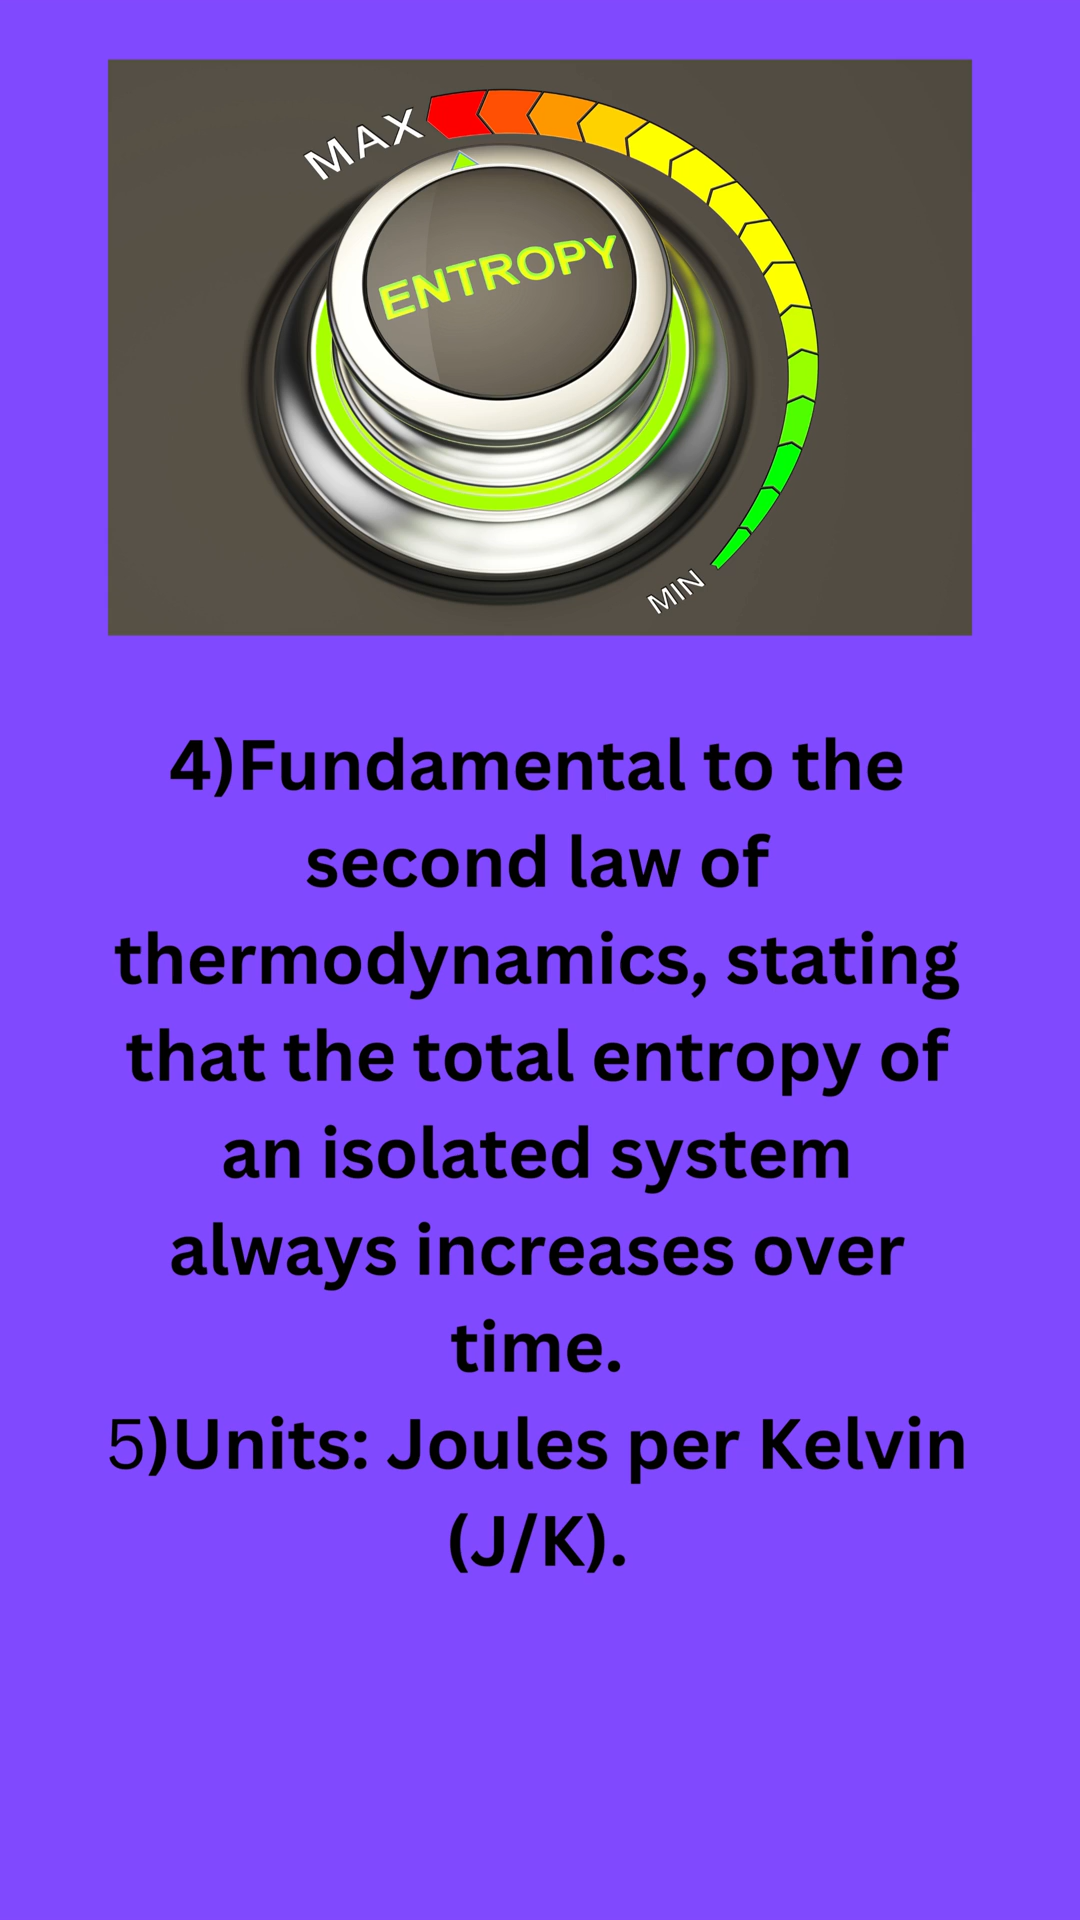 MAX
ENTROPY
MIN
4)Fundamental to the
second law of
thermodynamics, stating
that the total entropy of
an isolated system
always increases over
time.
5)Units: Joules per Kelvin
(J/K).